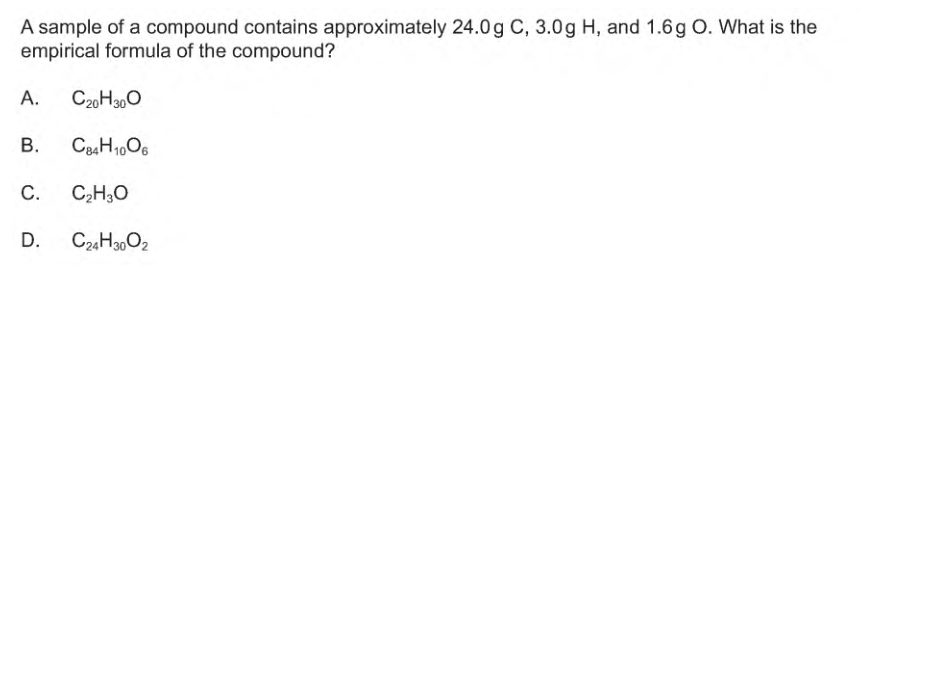 A sample of a compound contains approximately 24.0 g C, 3.0 g H, and 1.6 g O. What is the
empirical formula of the compound?
A. C₂₀H₃₀O
B. C₈₄H₁₀O₆
C. C₂H₃O
D. C₂₄H₃₀O₂